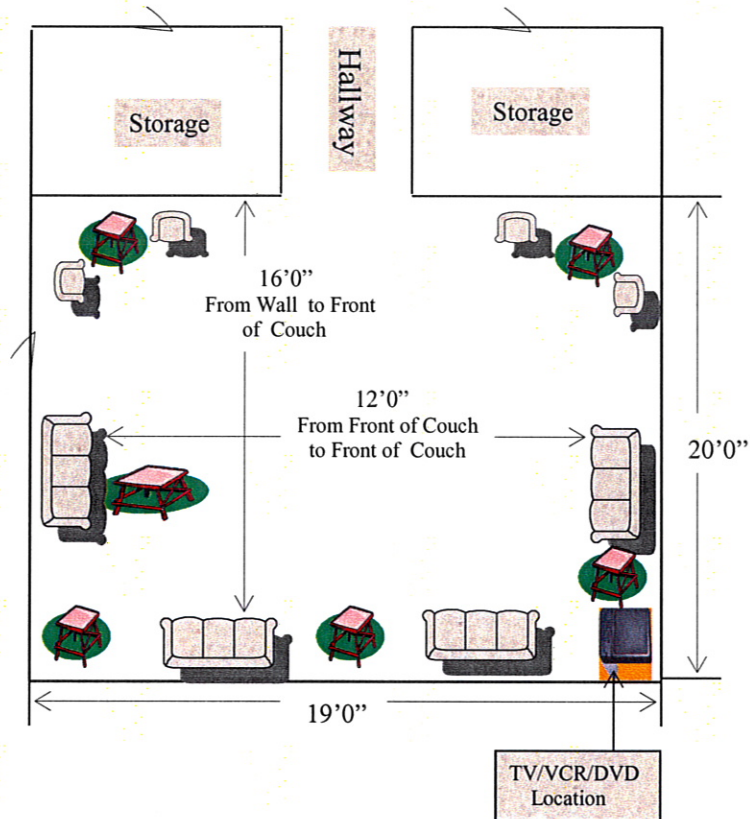 Storage
Hallway
Storage
16’0”
From Wall to Front
of Couch
12’0”
From Front of Couch
to Front of Couch
20’0”
19’0”
TV/VCR/DVD
Location